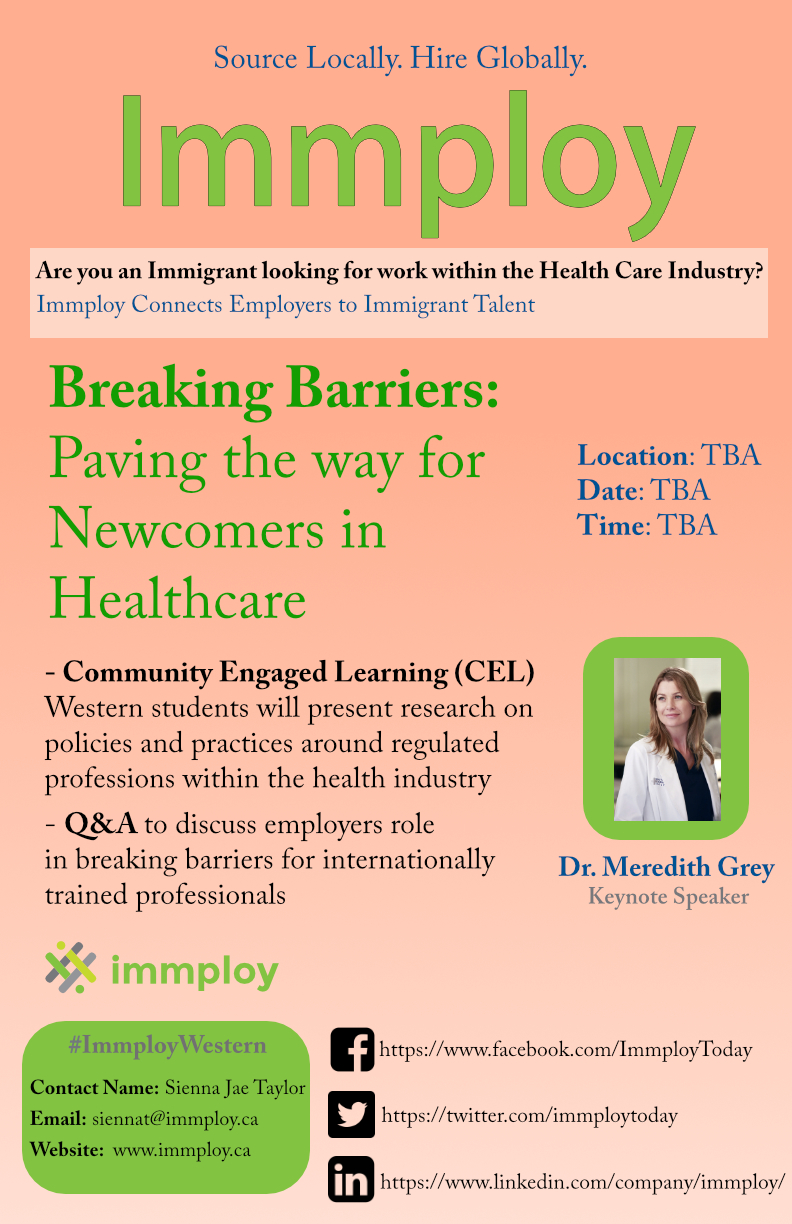 Source Locally. Hire Globally.
Immploy
Are you an Immigrant looking for work within the Health Care Industry?
Immploy Connects Employers to Immigrant Talent
Breaking Barriers:
Paving the way for
Newcomers in
Healthcare
Location: TBA
Date: TBA
Time: TBA
- Community Engaged Learning (CEL)
Western students will present research on
policies and practices around regulated
professions within the health industry
- Q&A to discuss employers role
in breaking barriers for internationally
trained professionals
Dr. Meredith Grey
Keynote Speaker
immploy
#ImmployWestern
Contact Name: Sienna Jae Taylor
Email: siennat@immploy.ca
Website: www.immploy.ca
https://www.facebook.com/ImmployToday
https://twitter.com/immploytoday
in https://www.linkedin.com/company/immploy/